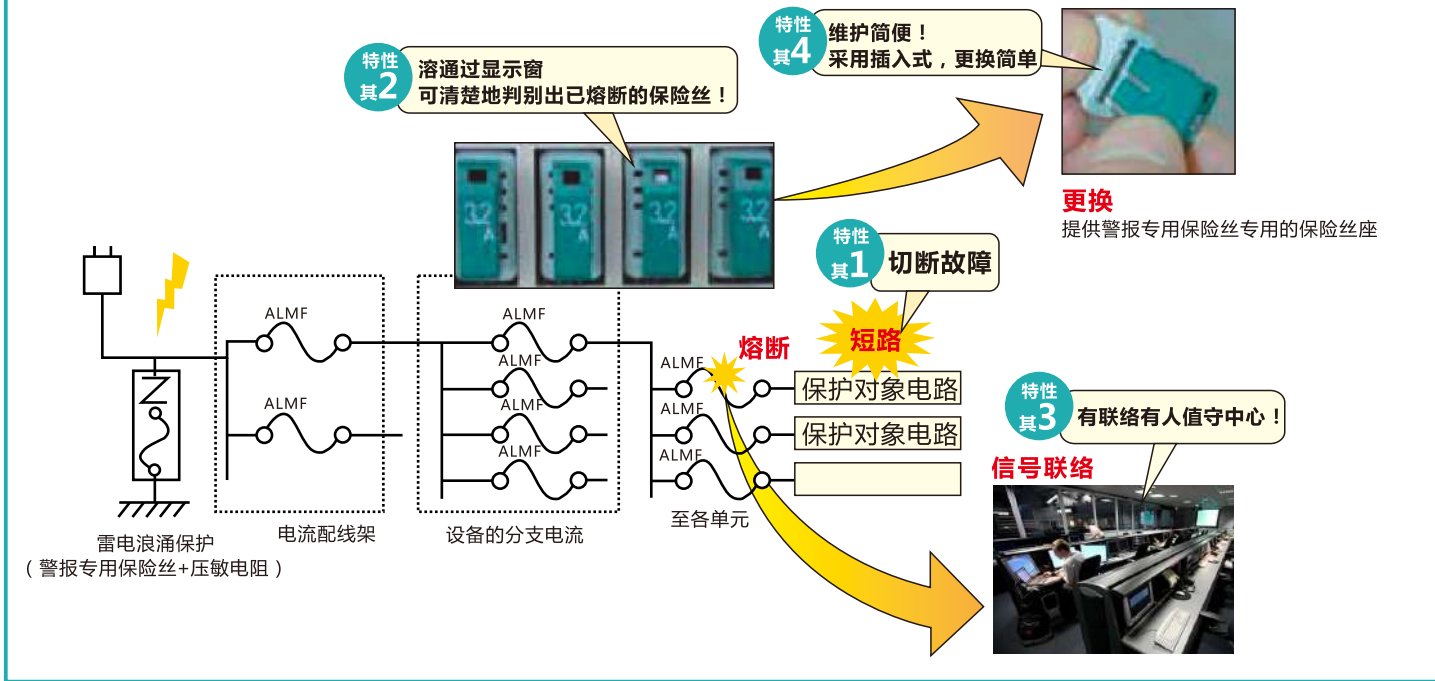 特性
其2
溶通过显示窗
可清楚地判别出已熔断的保险丝！
特性
其4
维护简便！
采用插入式，更换简单
3.2
A
3.2
A
3.2
A
3.2
A
更换
提供警报专用保险丝专用的保险丝座
特性
其1
切断故障
短路
熔断
ALMF
ALMF
ALMF
ALMF
ALMF
ALMF
ALMF
ALMF
ALMF
保护对象电路
保护对象电路
特性
其3
有联络有人值守中心！
信号联络
雷电浪涌保护
（警报专用保险丝+压敏电阻）
电流配线架
设备的分支电流
至各单元